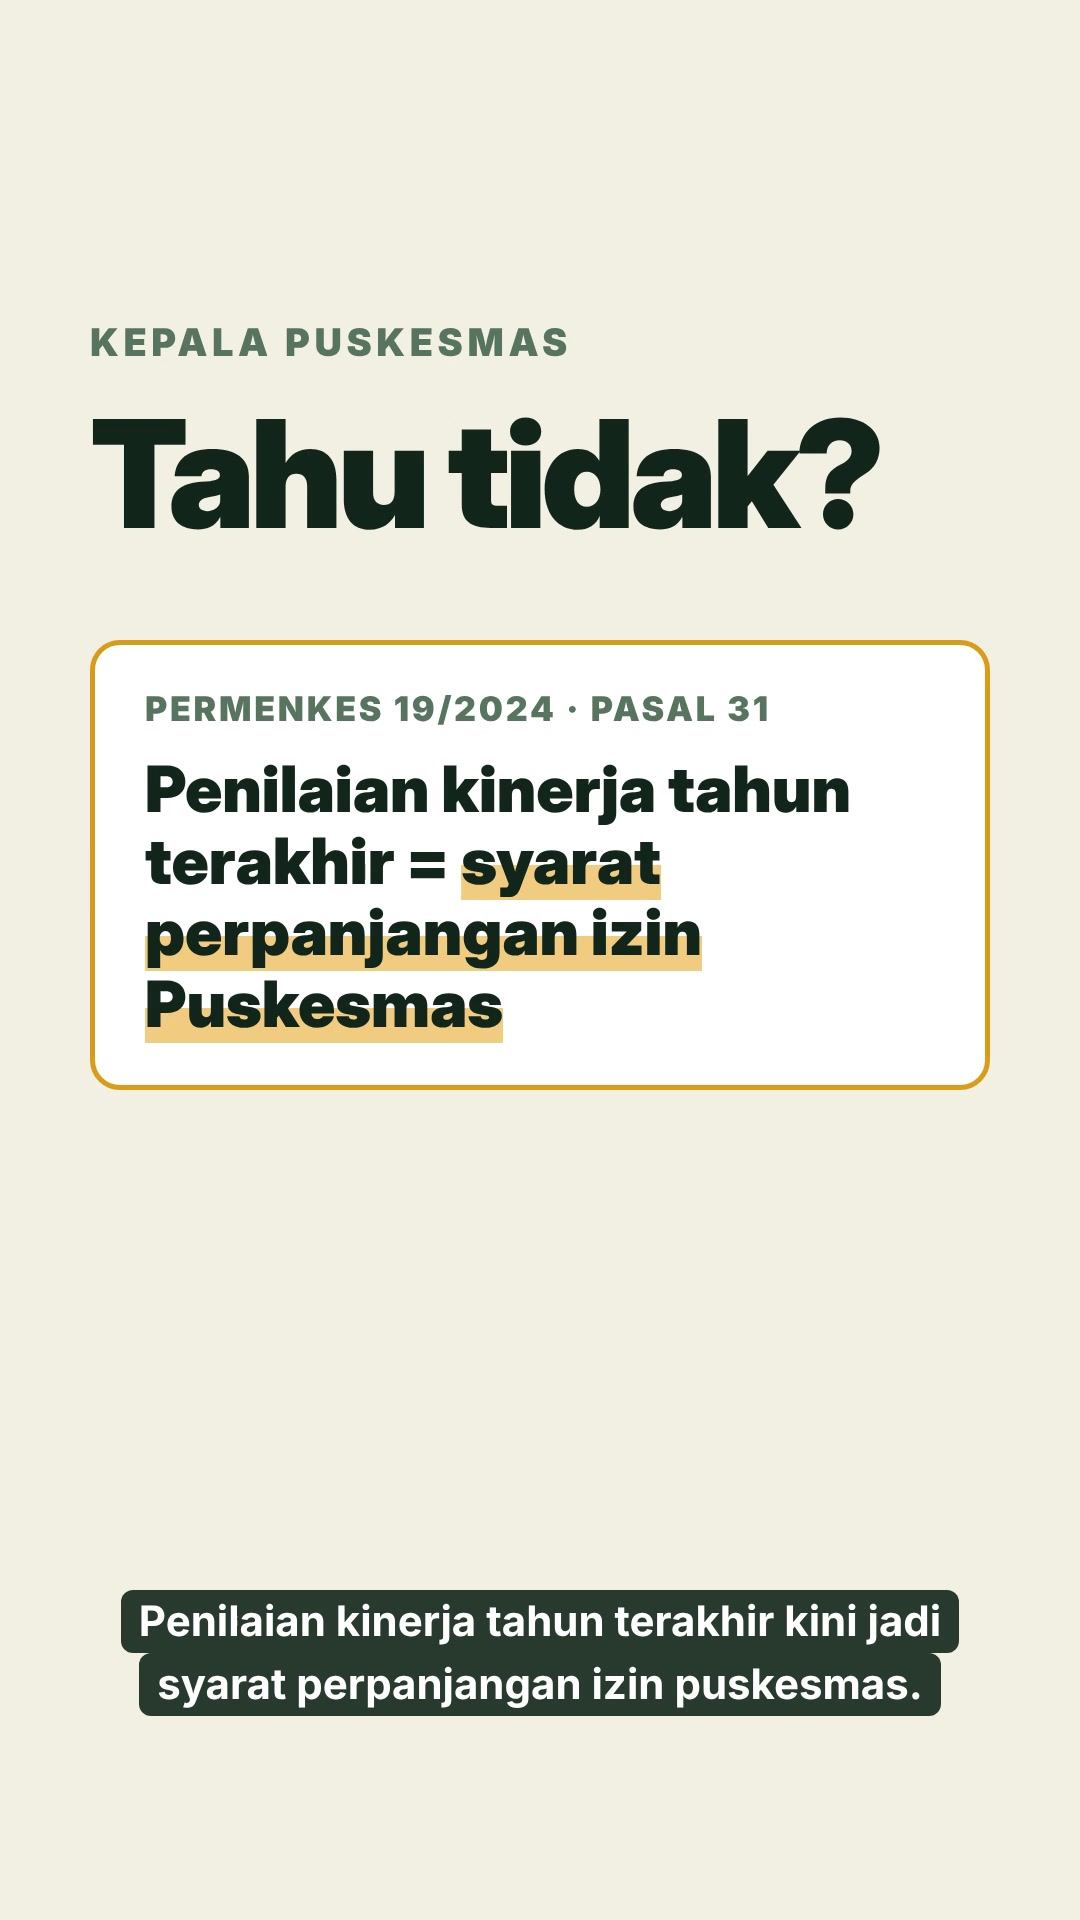 KEPALA PUSKESMAS
Tahu tidak?
PERMENKES 19/2024 · PASAL 31
Penilaian kinerja tahun
terakhir = syarat
perpanjangan izin
Puskesmas
Penilaian kinerja tahun terakhir kini jadi
syarat perpanjangan izin puskesmas.